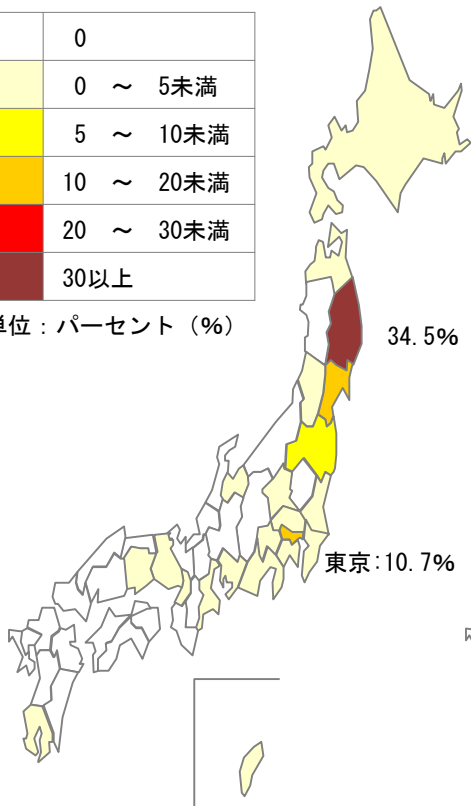 0
0 ～ 5未満
5 ～ 10未満
10 ～ 20未満
20 ～ 30未満
30以上
単位：パーセント（%）
34.5%
東京:10.7%